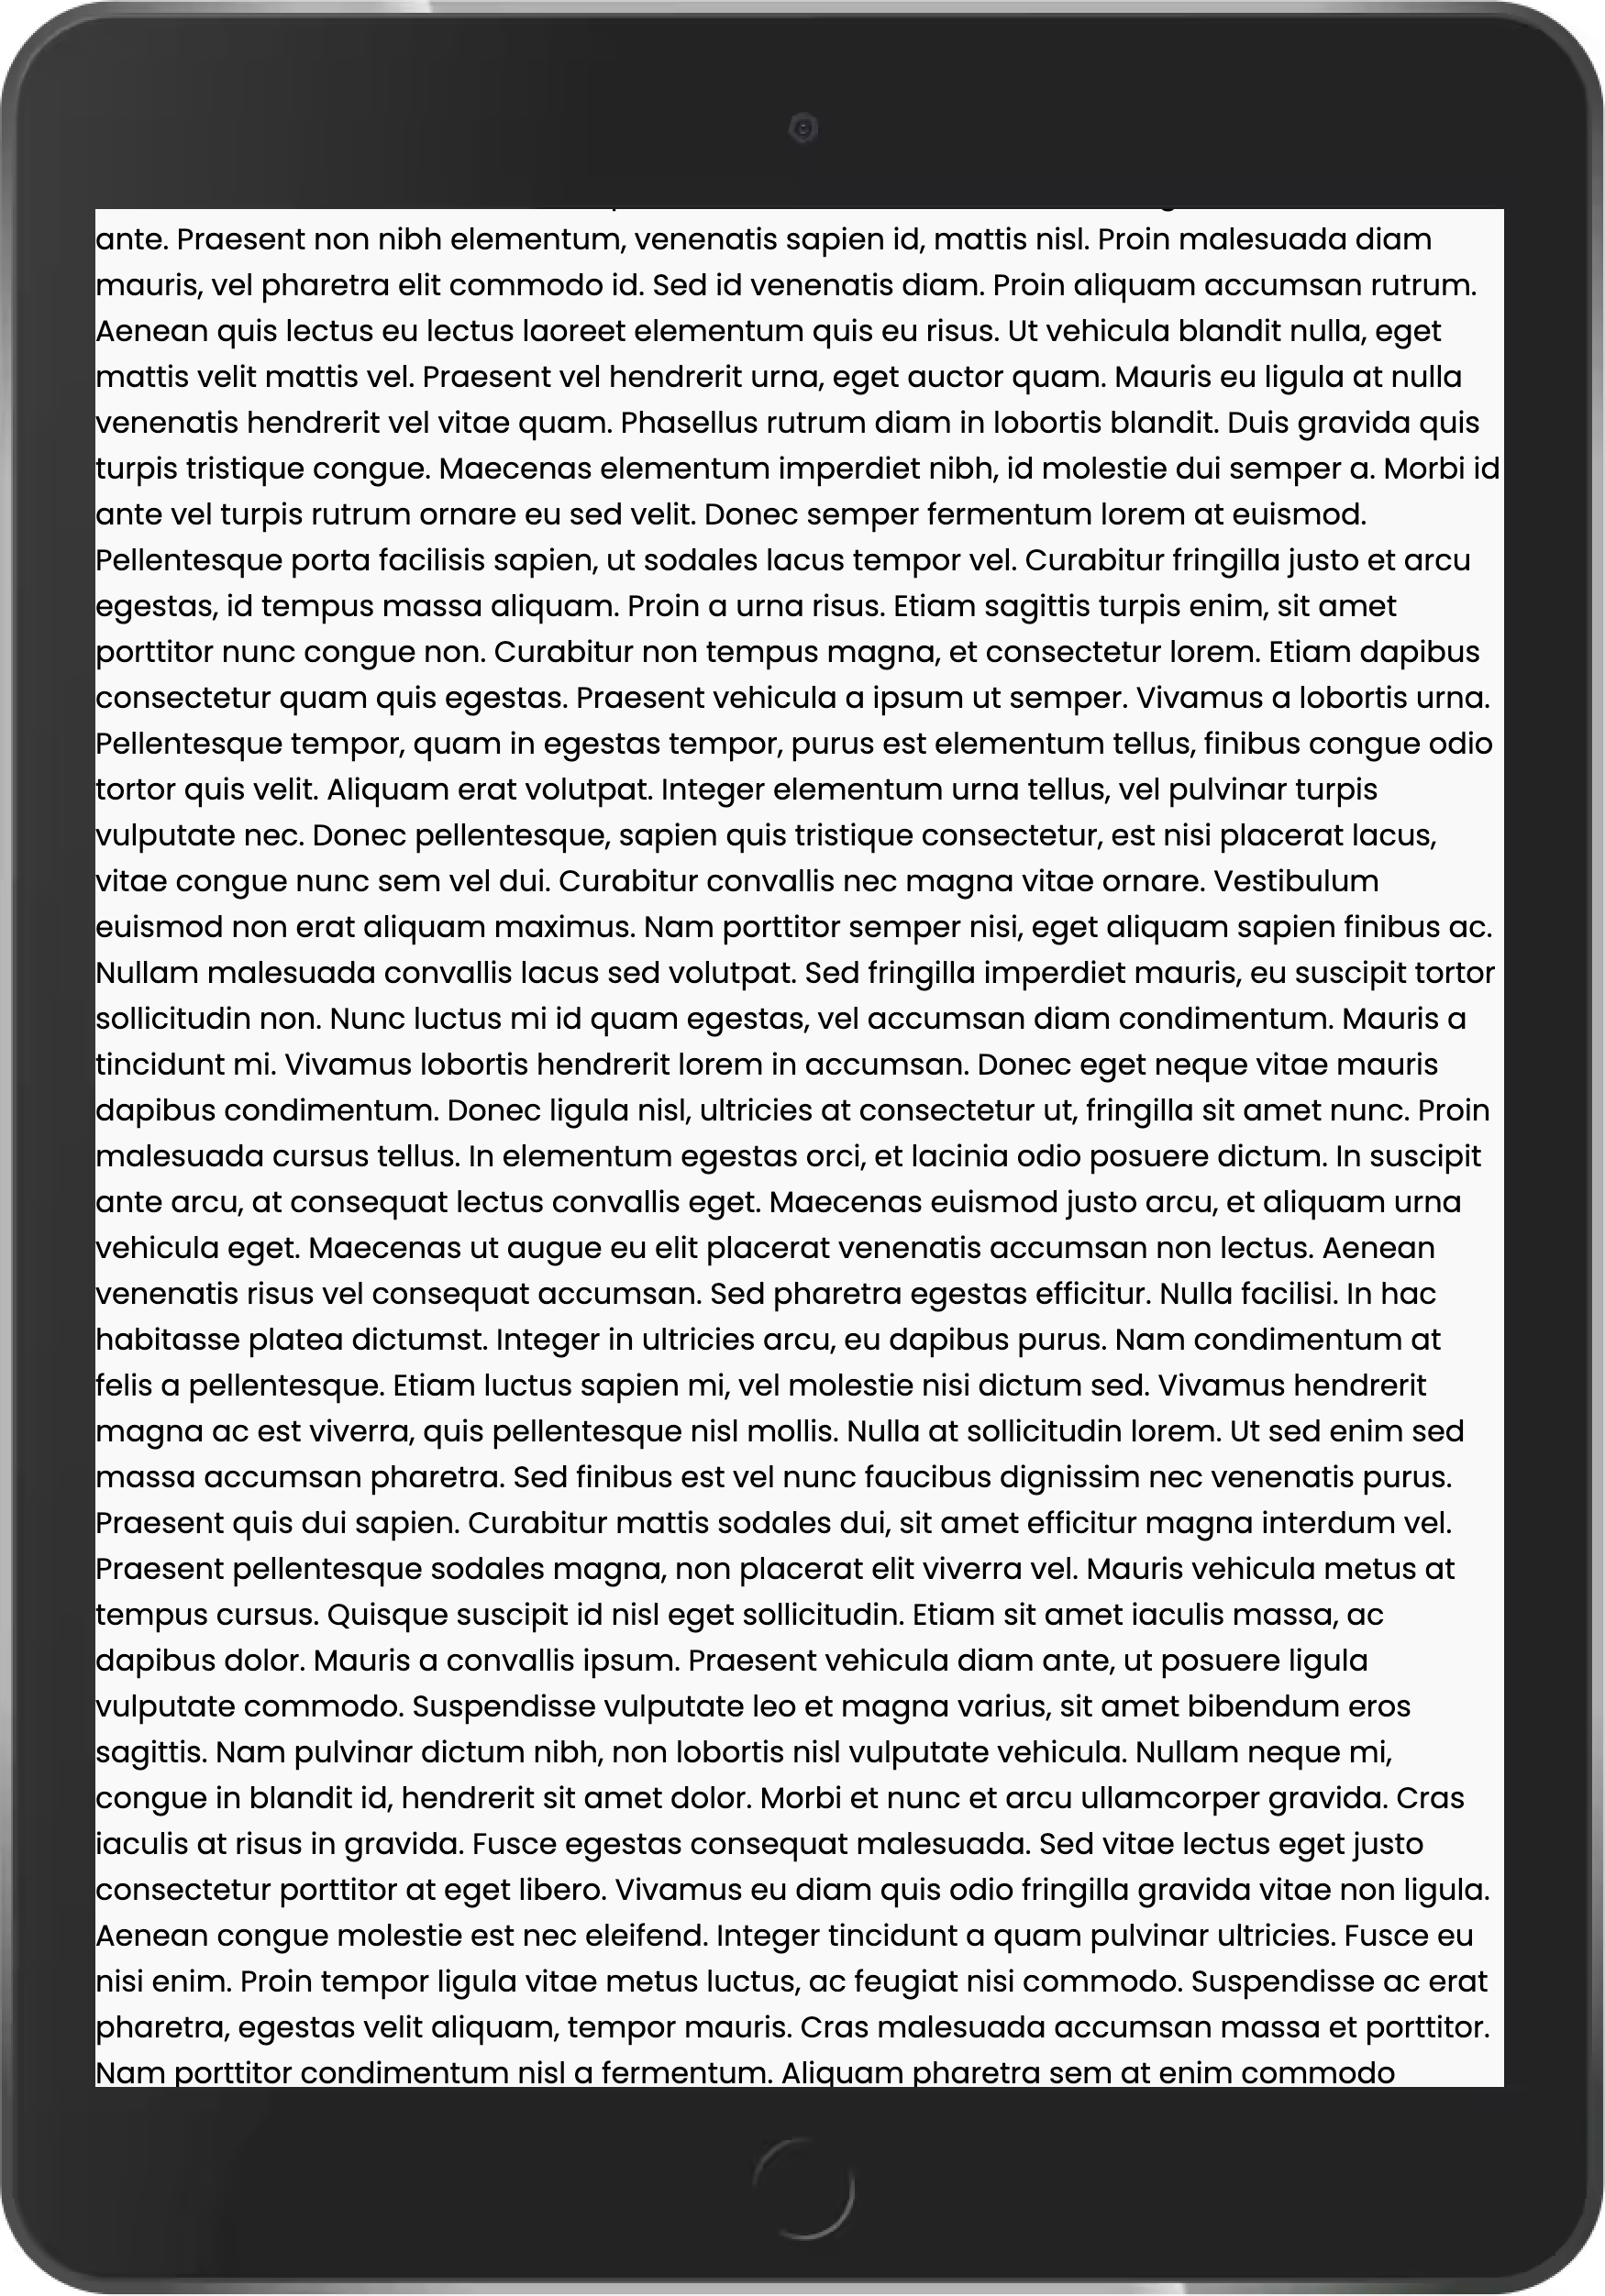 ante. Praesent non nibh elementum, venenatis sapien id, mattis nisl. Proin malesuada diam
mauris, vel pharetra elit commodo id. Sed id venenatis diam. Proin aliquam accumsan rutrum.
Aenean quis lectus eu lectus laoreet elementum quis eu risus. Ut vehicula blandit nulla, eget
mattis velit mattis vel. Praesent vel hendrerit urna, eget auctor quam. Mauris eu ligula at nulla
venenatis hendrerit vel vitae quam. Phasellus rutrum diam in lobortis blandit. Duis gravida quis
turpis tristique congue. Maecenas elementum imperdiet nibh, id molestie dui semper a. Morbi id
ante vel turpis rutrum ornare eu sed velit. Donec semper fermentum lorem at euismod.
Pellentesque porta facilisis sapien, ut sodales lacus tempor vel. Curabitur fringilla justo et arcu
egestas, id tempus massa aliquam. Proin a urna risus. Etiam sagittis turpis enim, sit amet
porttitor nunc congue non. Curabitur non tempus magna, et consectetur lorem. Etiam dapibus
consectetur quam quis egestas. Praesent vehicula a ipsum ut semper. Vivamus a lobortis urna.
Pellentesque tempor, quam in egestas tempor, purus est elementum tellus, finibus congue odio
tortor quis velit. Aliquam erat volutpat. Integer elementum urna tellus, vel pulvinar turpis
vulputate nec. Donec pellentesque, sapien quis tristique consectetur, est nisi placerat lacus,
vitae congue nunc sem vel dui. Curabitur convallis nec magna vitae ornare. Vestibulum
euismod non erat aliquam maximus. Nam porttitor semper nisi, eget aliquam sapien finibus ac.
Nullam malesuada convallis lacus sed volutpat. Sed fringilla imperdiet mauris, eu suscipit tortor
sollicitudin non. Nunc luctus mi id quam egestas, vel accumsan diam condimentum. Mauris a
tincidunt mi. Vivamus lobortis hendrerit lorem in accumsan. Donec eget neque vitae mauris
dapibus condimentum. Donec ligula nisl, ultricies at consectetur ut, fringilla sit amet nunc. Proin
malesuada cursus tellus. In elementum egestas orci, et lacinia odio posuere dictum. In suscipit
ante arcu, at consequat lectus convallis eget. Maecenas euismod justo arcu, et aliquam urna
vehicula eget. Maecenas ut augue eu elit placerat venenatis accumsan non lectus. Aenean
venenatis risus vel consequat accumsan. Sed pharetra egestas efficitur. Nulla facilisi. In hac
habitasse platea dictumst. Integer in ultricies arcu, eu dapibus purus. Nam condimentum at
felis a pellentesque. Etiam luctus sapien mi, vel molestie nisi dictum sed. Vivamus hendrerit
magna ac est viverra, quis pellentesque nisl mollis. Nulla at sollicitudin lorem. Ut sed enim sed
massa accumsan pharetra. Sed finibus est vel nunc faucibus dignissim nec venenatis purus.
Praesent quis dui sapien. Curabitur mattis sodales dui, sit amet efficitur magna interdum vel.
Praesent pellentesque sodales magna, non placerat elit viverra vel. Mauris vehicula metus at
tempus cursus. Quisque suscipit id nisl eget sollicitudin. Etiam sit amet iaculis massa, ac
dapibus dolor. Mauris a convallis ipsum. Praesent vehicula diam ante, ut posuere ligula
vulputate commodo. Suspendisse vulputate leo et magna varius, sit amet bibendum eros
sagittis. Nam pulvinar dictum nibh, non lobortis nisl vulputate vehicula. Nullam neque mi,
congue in blandit id, hendrerit sit amet dolor. Morbi et nunc et arcu ullamcorper gravida. Cras
iaculis at risus in gravida. Fusce egestas consequat malesuada. Sed vitae lectus eget justo
consectetur porttitor at eget libero. Vivamus eu diam quis odio fringilla gravida vitae non ligula.
Aenean congue molestie est nec eleifend. Integer tincidunt a quam pulvinar ultricies. Fusce eu
nisi enim. Proin tempor ligula vitae metus luctus, ac feugiat nisi commodo. Suspendisse ac erat
pharetra, egestas velit aliquam, tempor mauris. Cras malesuada accumsan massa et porttitor.
Nam porttitor condimentum nisl a fermentum. Aliquam pharetra sem at enim commodo